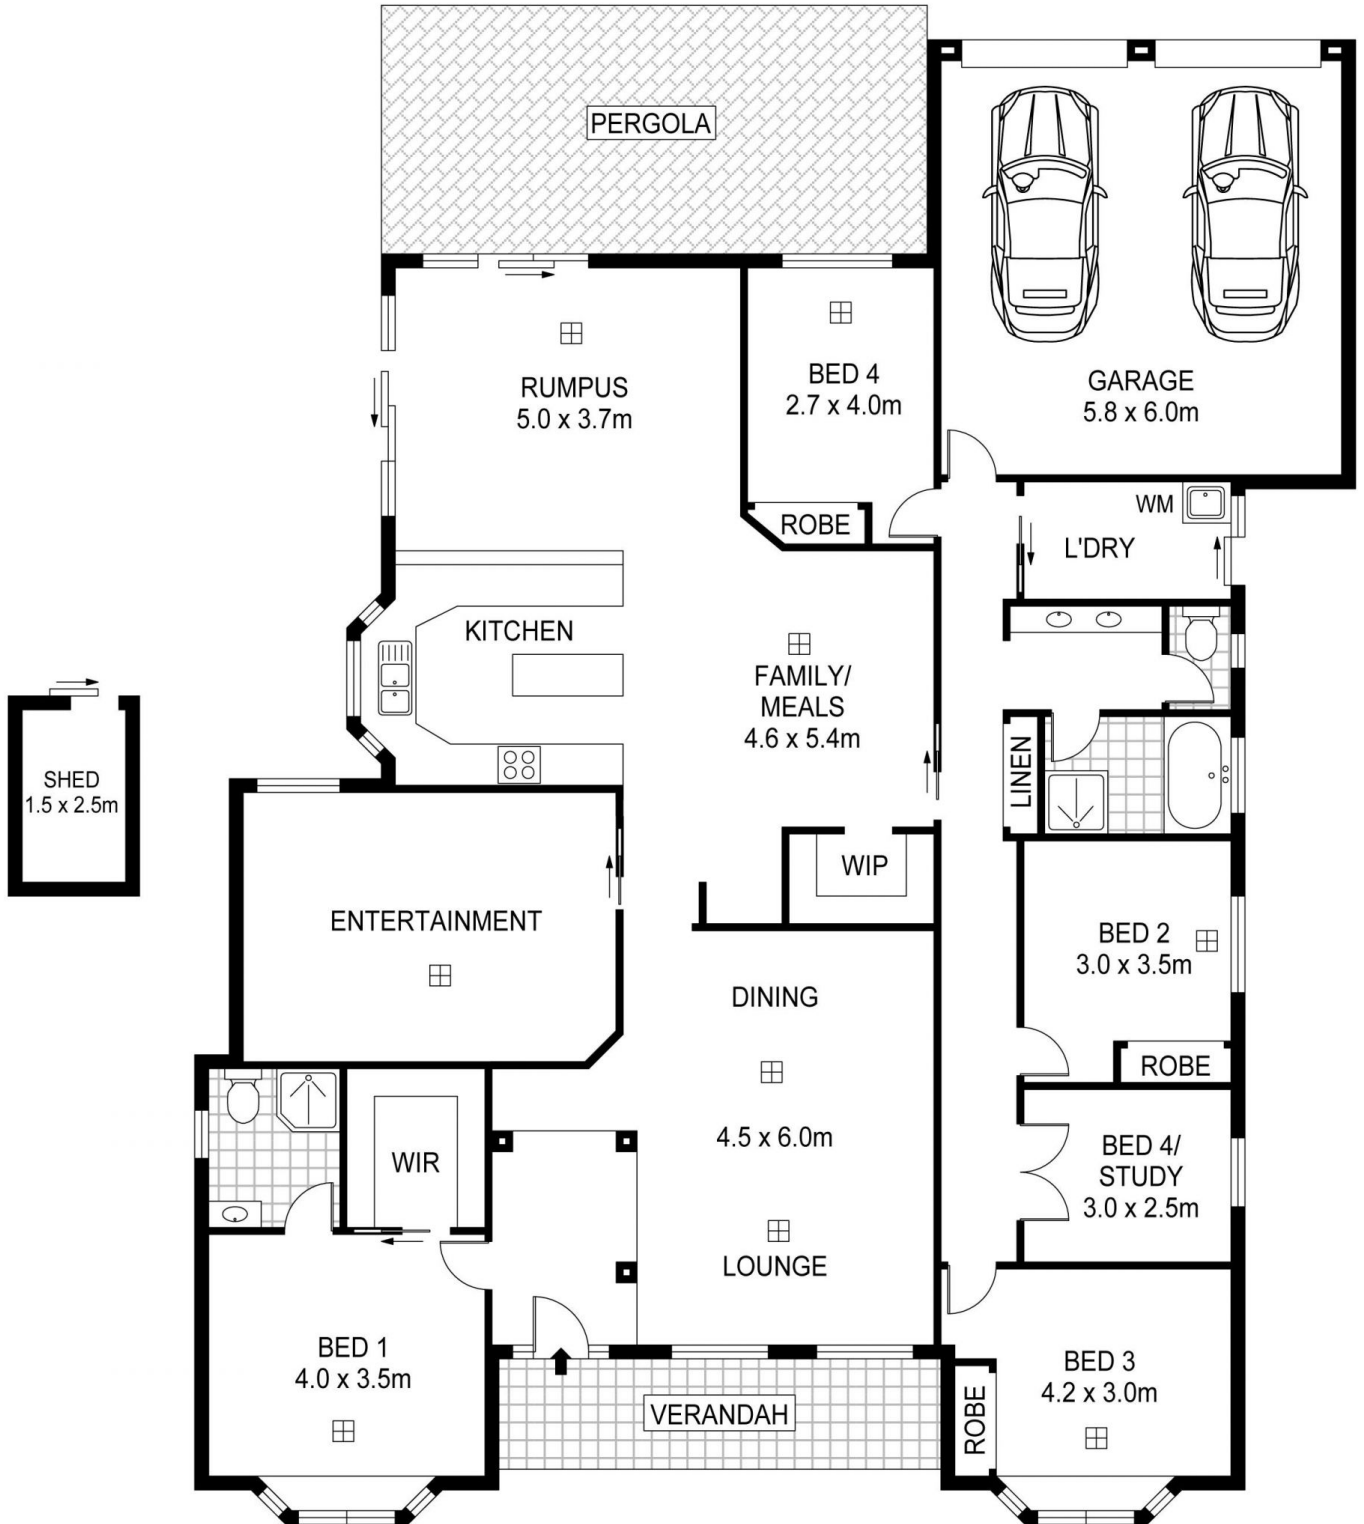 PERGOLA
RUMPUS
5.0 x 3.7m
BED 4
2.7 x 4.0m
GARAGE
5.8 x 6.0m
ROBE
WM
L'DRY
KITCHEN
FAMILY/
MEALS
4.6 x 5.4m
SHED
1.5 x 2.5m
LINEN
WIP
ENTERTAINMENT
BED 2
3.0 x 3.5m
DINING
ROBE
4.5 x 6.0m
WIR
BED 4/
STUDY
3.0 x 2.5m
LOUNGE
BED 1
4.0 x 3.5m
BED 3
4.2 x 3.0m
ROBE
VERANDAH